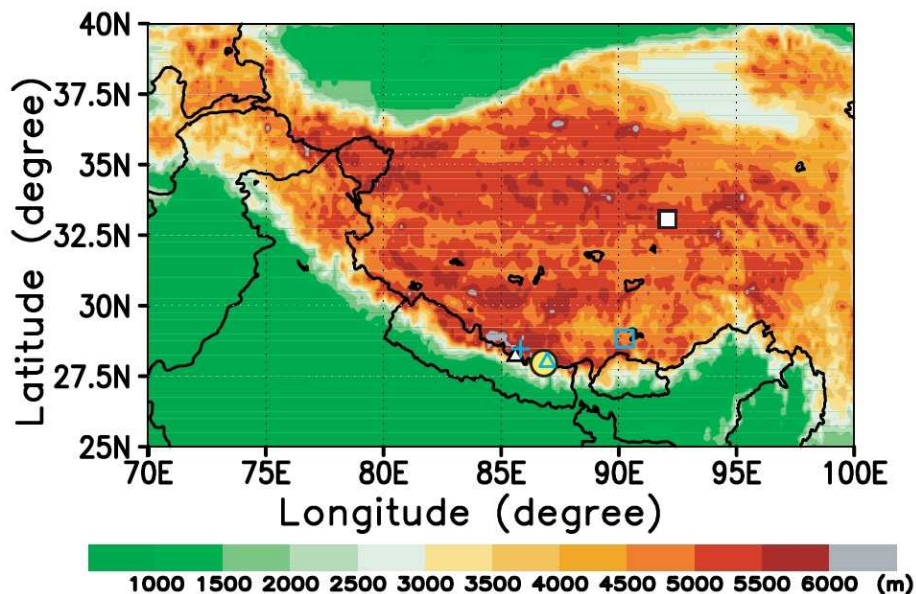 40N
37.5N
35N
32.5N
30N
27.5N
25N
Latitude (degree)
70E 75E 80E 85E 90E 95E 100E
Longitude (degree)
1000 1500 2000 2500 3000 3500 4000 4500 5000 5500 6000 (m)